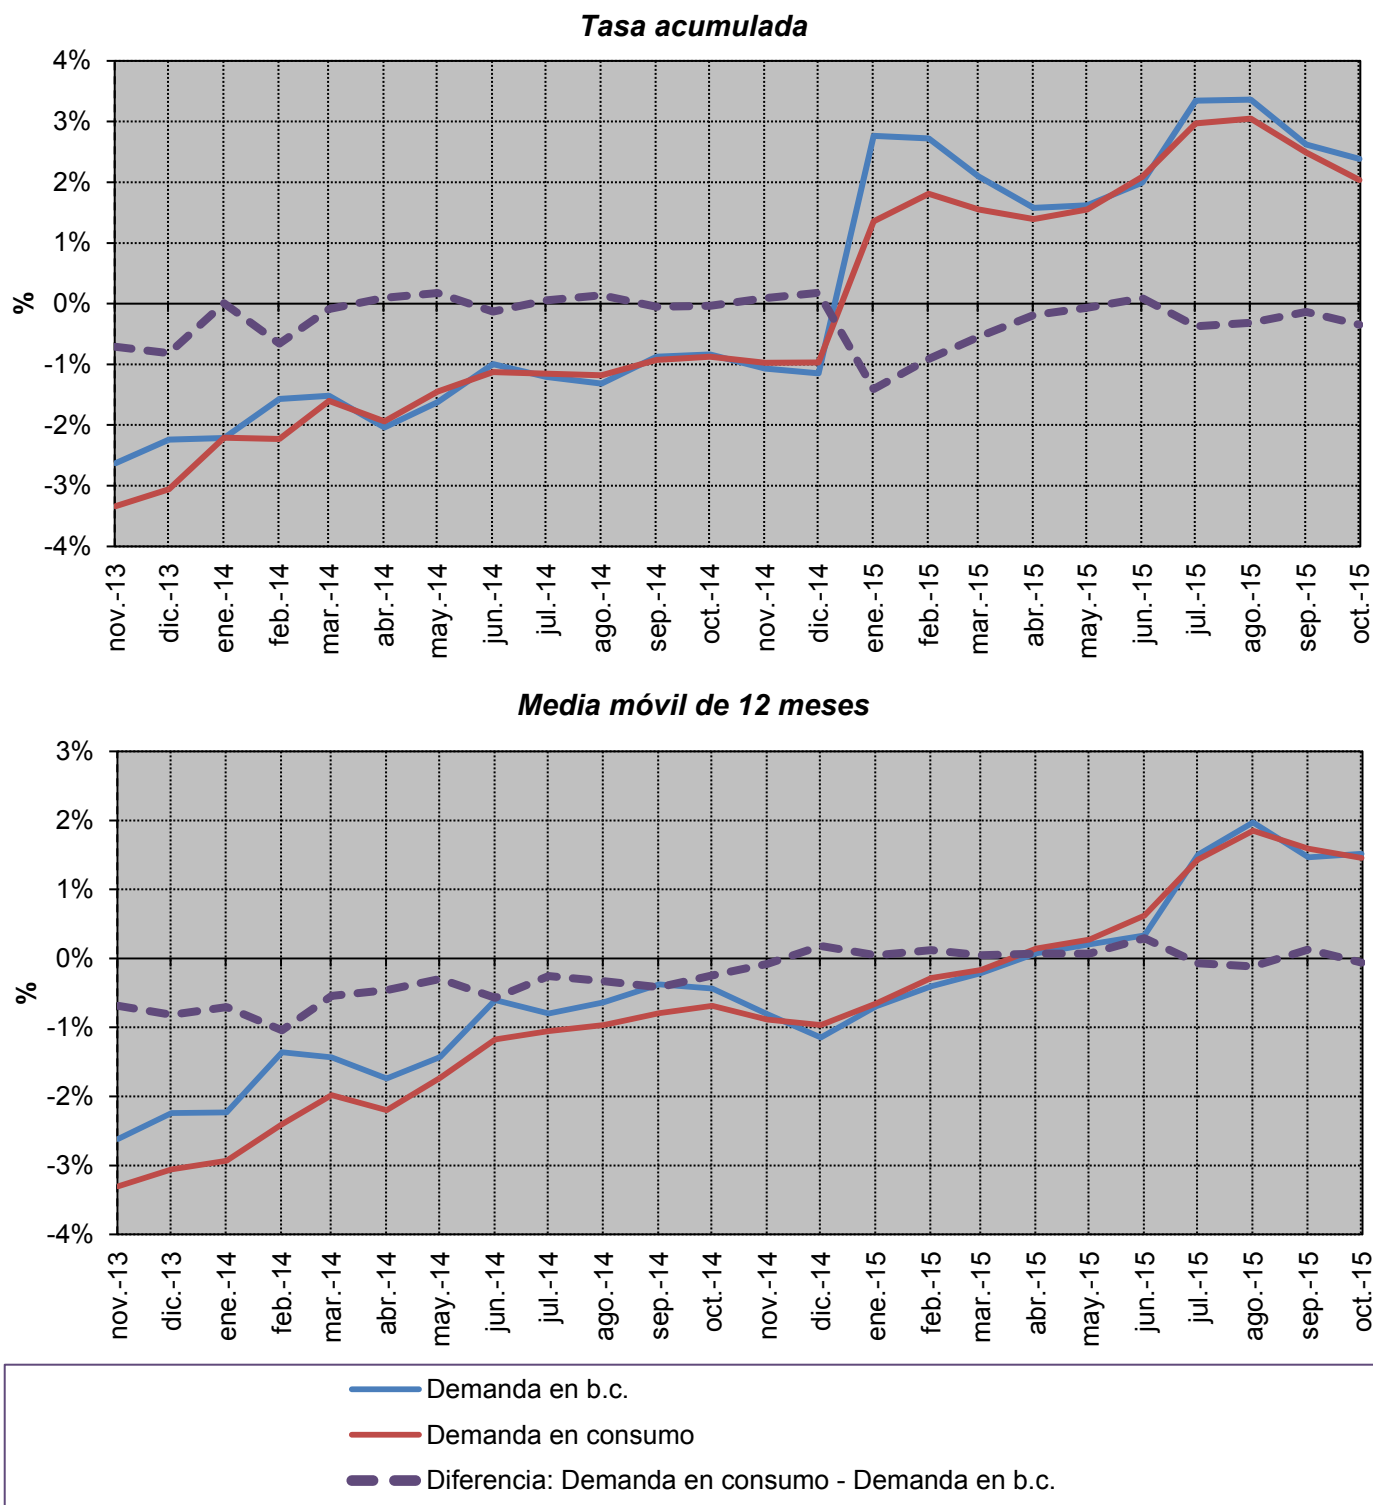 Tasa acumulada
4%
3%
2%
1%
0%
-1%
-2%
-3%
-4%
%
nov.-13
dic.-13
ene.-14
feb.-14
mar.-14
abr.-14
may.-14
jun.-14
jul.-14
ago.-14
sep.-14
oct.-14
nov.-14
dic.-14
ene.-15
feb.-15
mar.-15
abr.-15
may.-15
jun.-15
jul.-15
ago.-15
sep.-15
oct.-15
Media móvil de 12 meses
3%
2%
1%
0%
-1%
-2%
-3%
-4%
%
nov.-13
dic.-13
ene.-14
feb.-14
mar.-14
abr.-14
may.-14
jun.-14
jul.-14
ago.-14
sep.-14
oct.-14
nov.-14
dic.-14
ene.-15
feb.-15
mar.-15
abr.-15
may.-15
jun.-15
jul.-15
ago.-15
sep.-15
oct.-15
Demanda en b.c.
Demanda en consumo
Diferencia: Demanda en consumo - Demanda en b.c.